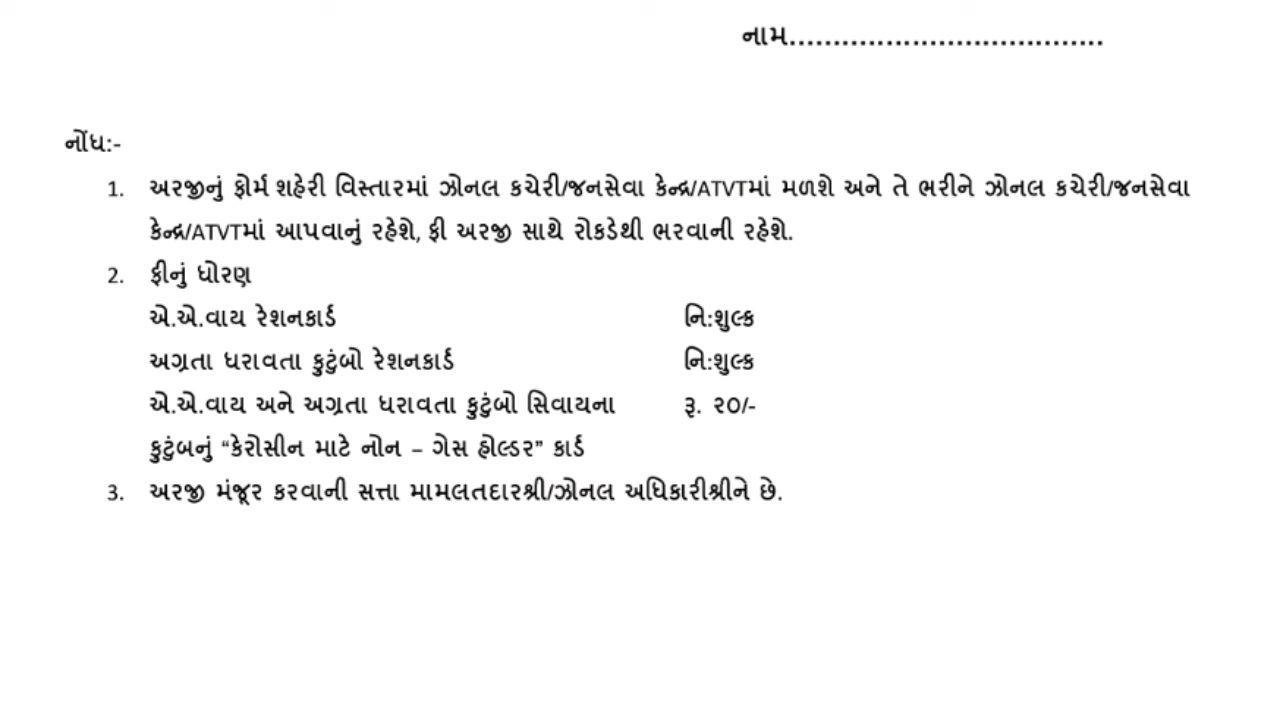 નામ...................................
નોંધ:-
1. અરજીનું ફોર્મ શહેરી વિસ્તારમાં ઝોનલ કચેરી/જનસેવા કેન્દ્ર/ATVTમાં મળશે અને તે ભરીને ઝોનલ કચેરી/જનસેવા
કેન્દ્ર/ATVTમાં આપવાનું રહેશે, ફી અરજી સાથે રોકડેથી ભરવાની રહેશે.
2. ફીનું ધોરણ
એ.એ.વાય રેશનકાર્ડ નિ:શુલ્ક
અગ્રતા ધરાવતા કુટુંબો રેશનકાર્ડ નિ:શુલ્ક
એ.એ.વાય અને અગ્રતા ધરાવતા કુટુંબો સિવાયના રૂ. ૨૦/-
કુટુંબનું “કેરોસીન માટે નોન – ગેસ હોલ્ડર” કાર્ડ
3. અરજી મંજૂર કરવાની સત્તા મામલતદારશ્રી/ઝોનલ અધિકારીશ્રીને છે.